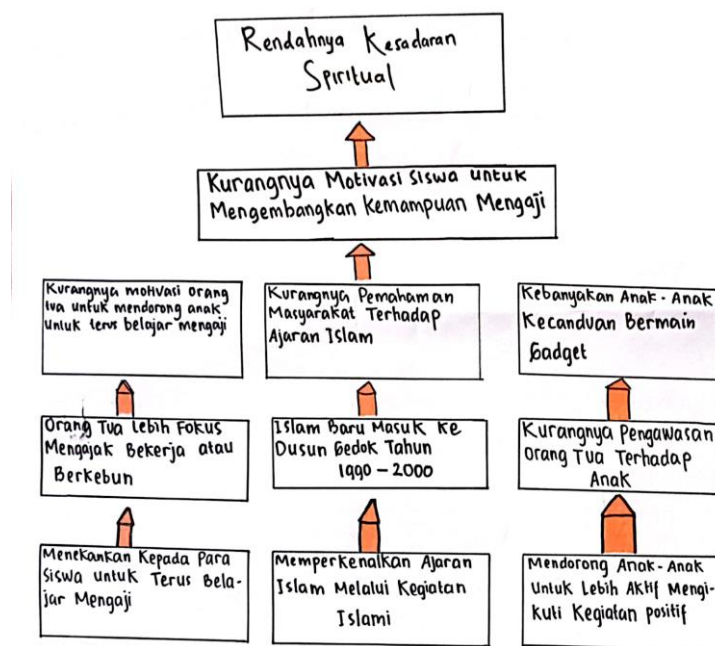 Rendahnya Kesadaran
Spiritual
Kurangnya Motivasi Siswa untuk
Mengembangkan Kemampuan Mengaji
Kurangnya motivasi orang
tua untuk mendorong anak
untuk terus belajar mengaji
Kurangnya Pemahaman
Masyarakat Terhadap
Ajaran Islam
Kebanyakan Anak-Anak
Kecanduan Bermain
Gadget
Orang Tua Lebih Fokus
Mengajak Bekerja atau
Berkebun
Islam Baru Masuk Ke
Dusun Gedok Tahun
1990 - 2000
Kurangnya Pengawasan
Orang Tua Terhadap
Anak
Menekankan Kepada Para
Siswa untuk Terus Bela-
jar Mengaji
Memperkenalkan Ajaran
Islam Melalui Kegiatan
Islami
Mendorong Anak-Anak
Untuk Lebih Aktif Mengi-
kuti Kegiatan positif